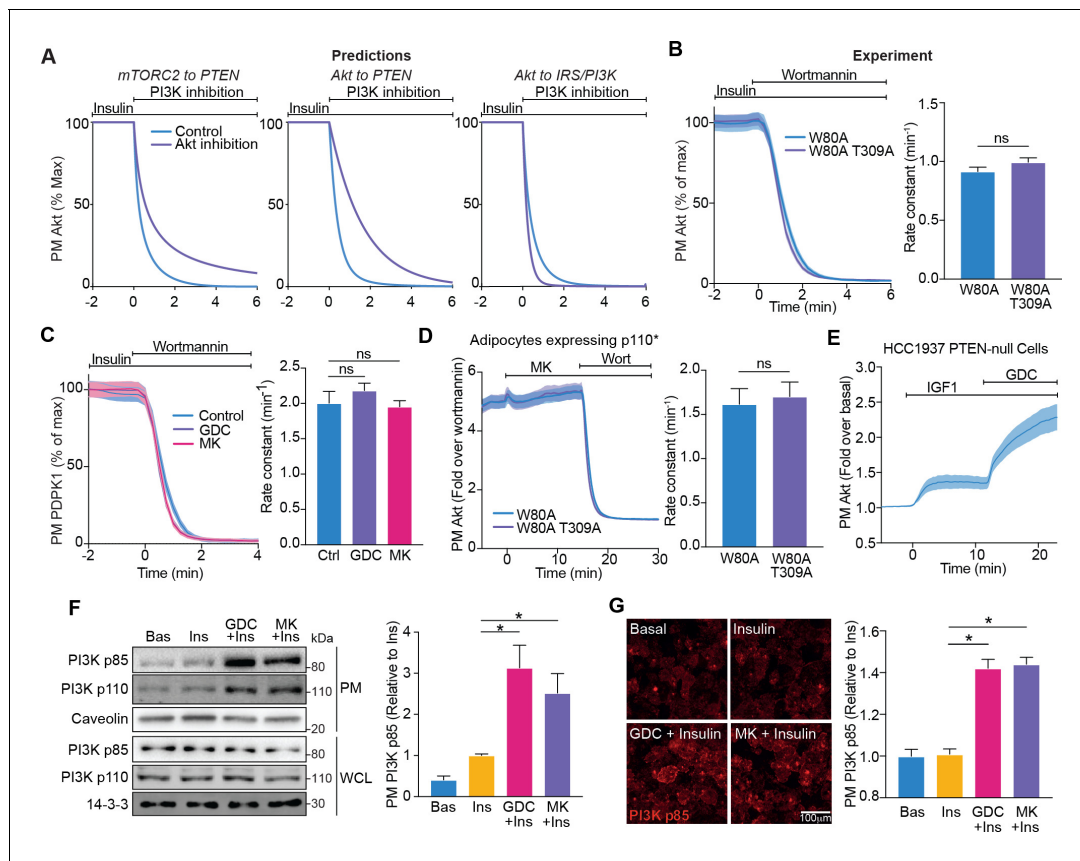 A
Predictions
mTORC2 to PTEN
Akt to PTEN
Akt to IRS/PI3K
PI3K inhibition
PI3K inhibition
PI3K inhibition
Insulin
Insulin
Insulin
Control
Akt inhibition
PM Akt (% Max)
100
50
0
-2 0 2 4 6
100
50
0
-2 0 2 4 6
100
50
0
-2 0 2 4 6
B
Experiment
Wortmannin
Insulin
W80A
W80A T309A
PM Akt (% of max)
100
50
0
-2 0 2 4 6
Time (min)
ns
Rate constant (min-1)
1.5
1.0
0.5
0.0
W80A
W80A
T309A
C
Wortmannin
Insulin
Control
GDC
MK
PM PDPK1 (% of max)
100
50
0
-2 0 2 4
Time (min)
ns
ns
Rate constant (min-1)
2.5
2.0
1.5
1.0
0.5
0.0
Ctrl GDC MK
D
Adipocytes expressing p110*
Wort
MK
W80A
W80A T309A
PM Akt (Fold over wortmannin)
6
4
2
0
0 10 20 30
Time (min)
ns
Rate constant (min-1)
2.0
1.5
1.0
0.5
0.0
W80A
W80A
T309A
E
HCC1937 PTEN-null Cells
GDC
IGF1
PM Akt (Fold over basal)
3.0
2.5
2.0
1.5
1.0
0.5
0 10 20
Time (min)
F
Bas Ins GDC +Ins MK +Ins kDa
PI3K p85 -80
PI3K p110 -110 PM
Caveolin -20
PI3K p85 -80
PI3K p110 -110 WCL
14-3-3 -30
PM PI3K p85 (Relative to Ins)
4
3
2
1
0
*
*
Bas Ins GDC +Ins MK +Ins
G
Basal
Insulin
GDC + Insulin
MK + Insulin
PI3K p85
100μm
PM PI3K p85 (Relative to Ins)
1.6
1.4
1.2
1.0
0.8
*
*
Bas Ins GDC +Ins MK +Ins